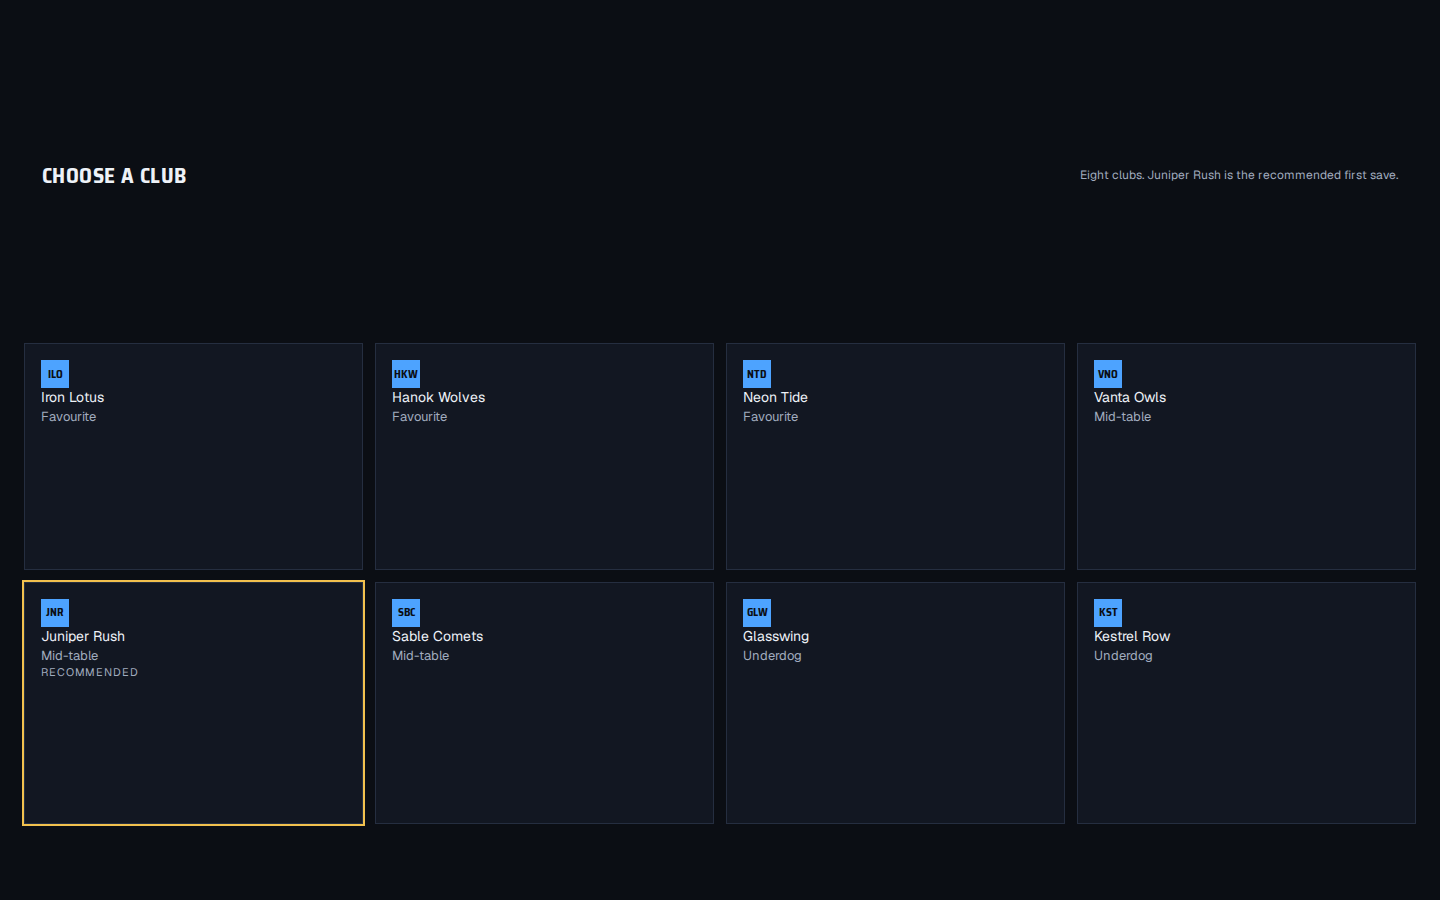 CHOOSE A CLUB
Eight clubs. Juniper Rush is the recommended first save.
ILO
Iron Lotus
Favourite
HKW
Hanok Wolves
Favourite
NTD
Neon Tide
Favourite
VNO
Vanta Owls
Mid-table
JNR
Juniper Rush
Mid-table
RECOMMENDED
SBC
Sable Comets
Mid-table
GLW
Glasswing
Underdog
KST
Kestrel Row
Underdog